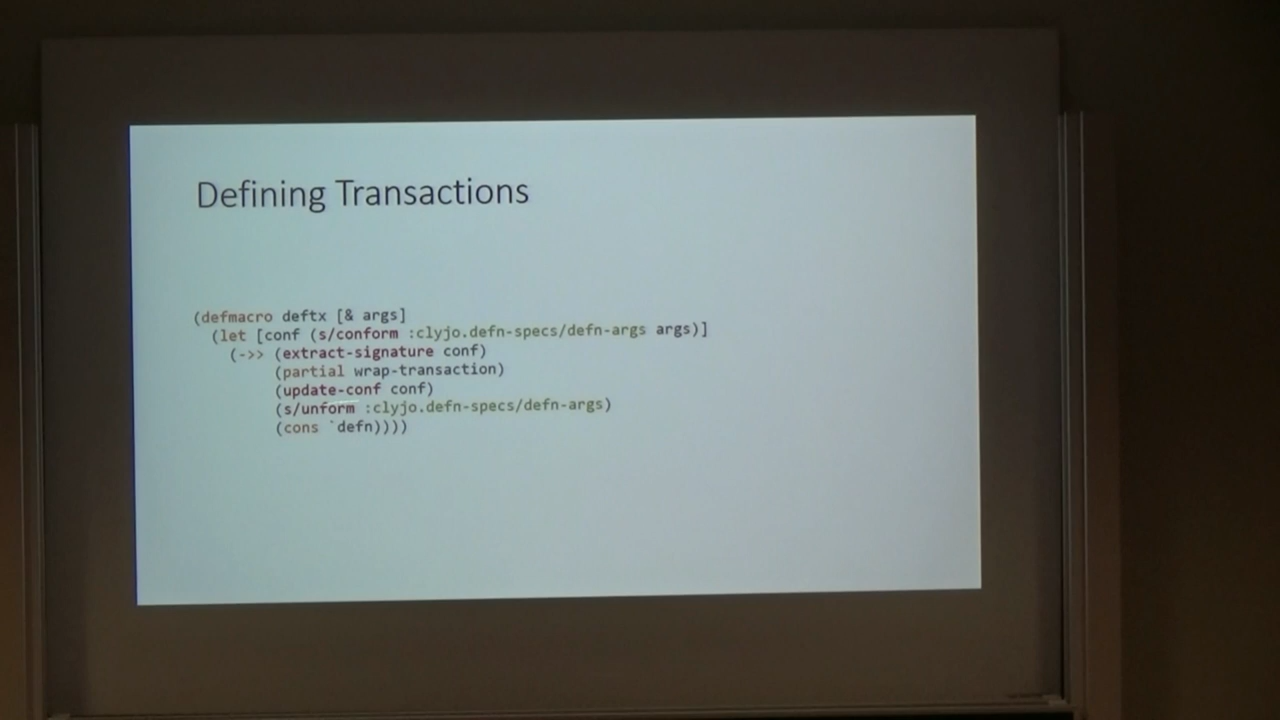 Defining Transactions
(defmacro deftx [& args]
(let [conf (s/conform :clyjo.defn-specs/defn-args args)]
(->> (extract-signature conf)
(partial wrap-transaction)
(update-conf conf)
(s/unform :clyjo.defn-specs/defn-args)
(cons `defn))))